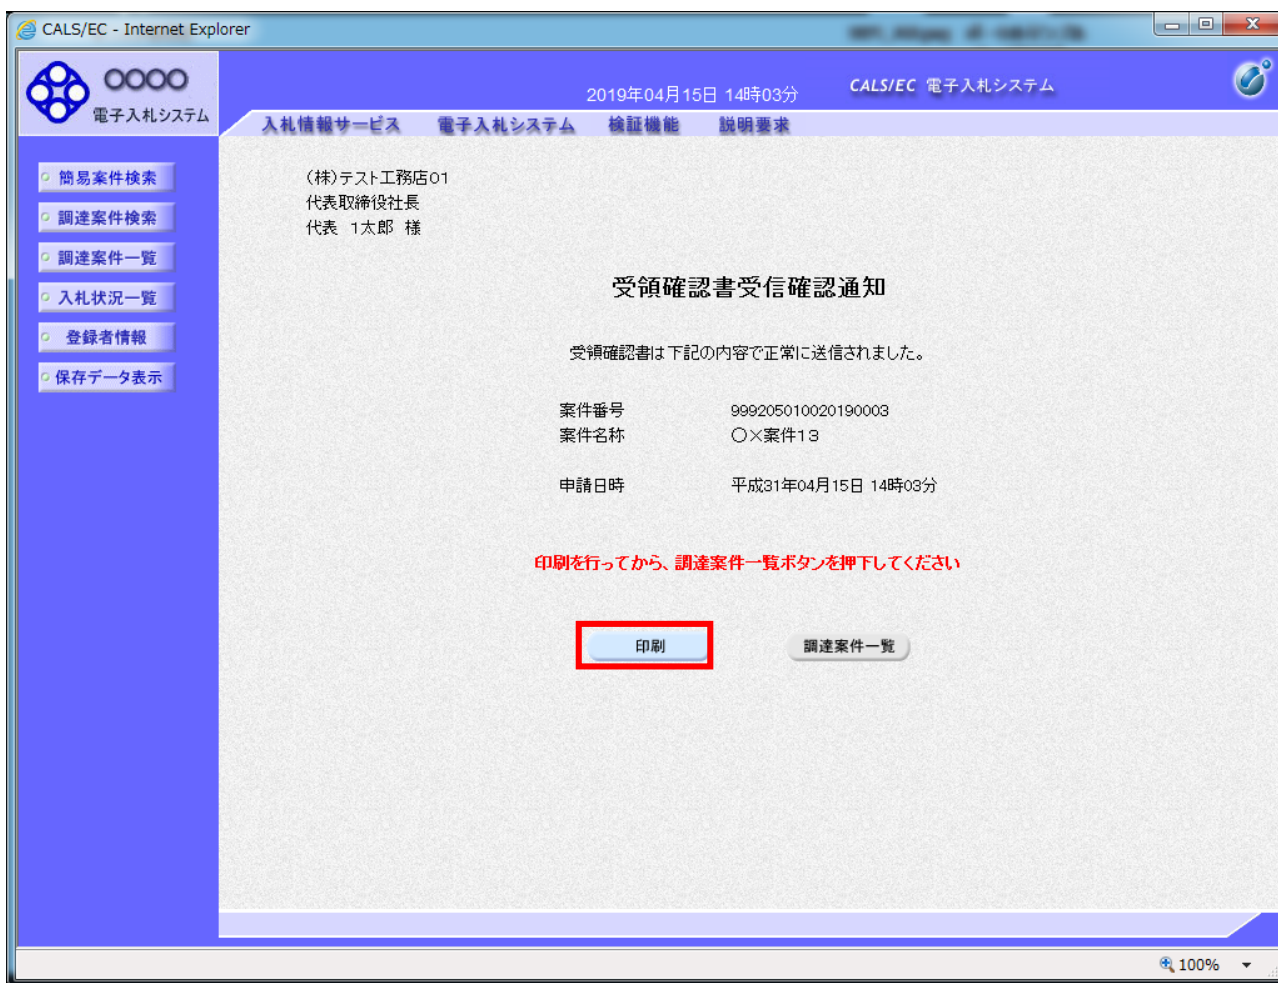 CALS/EC - Internet Explorer
○○○○
電子入札システム
2019年04月15日 14時03分
CALS/EC 電子入札システム
入札情報サービス 電子入札システム 検証機能 説明要求
簡易案件検索
調達案件検索
調達案件一覧
入札状況一覧
登録者情報
保存データ表示
(株)テスト工務店01
代表取締役社長
代表 1太郎 様
受領確認書受信確認通知
受領確認書は下記の内容で正常に送信されました。
案件番号 999205010020190003
案件名称 ○×案件13
申請日時 平成31年04月15日 14時03分
印刷を行ってから、調達案件一覧ボタンを押下してください
印刷 調達案件一覧
100%